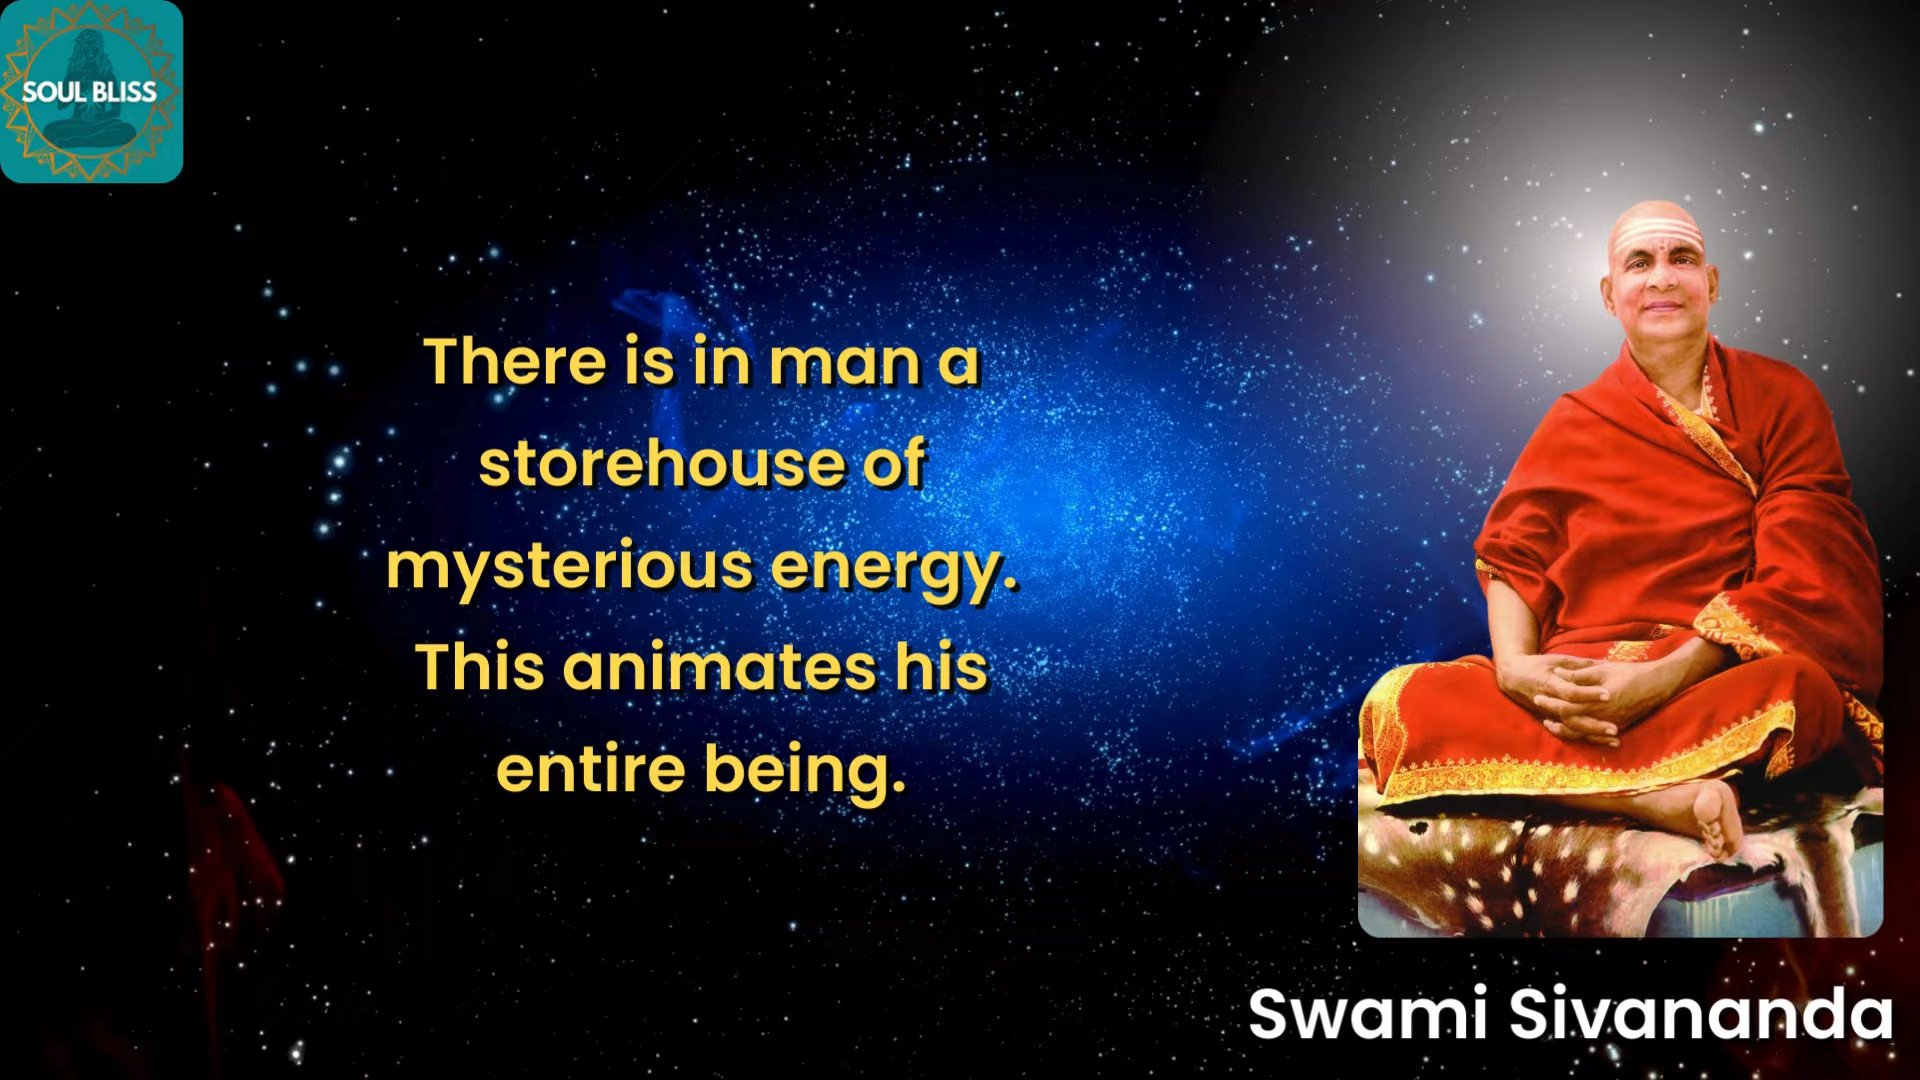 SOUL BLISS
There is in man a
storehouse of
mysterious energy.
This animates his
entire being.
Swami Sivananda